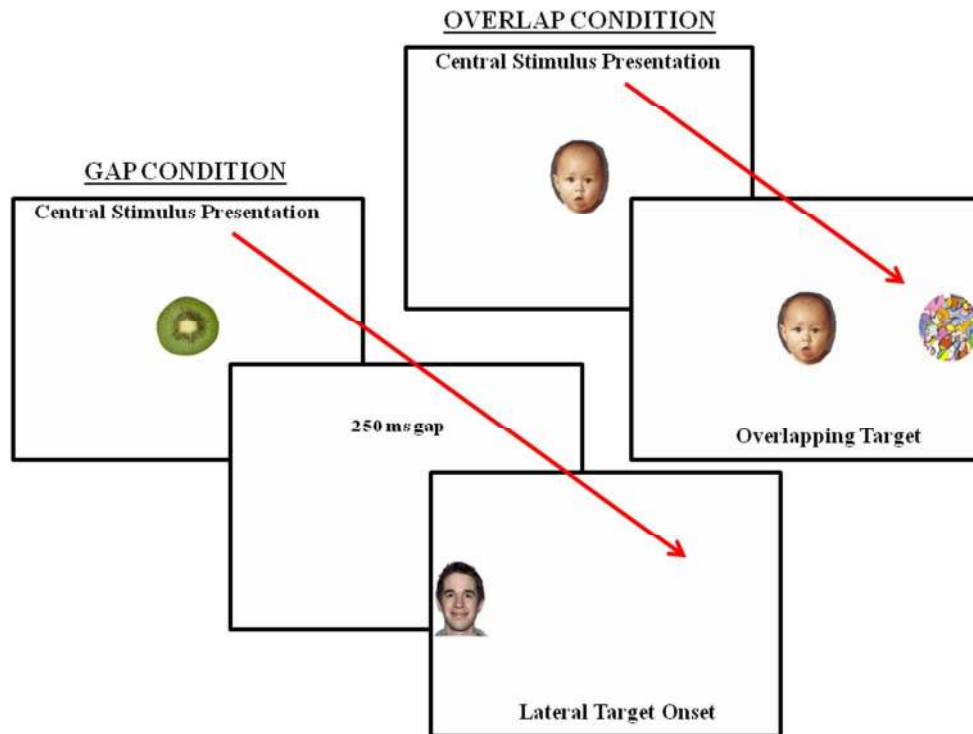 OVERLAP CONDITION
Central Stimulus Presentation
GAP CONDITION
Central Stimulus Presentation
250 ms gap
Overlapping Target
Lateral Target Onset